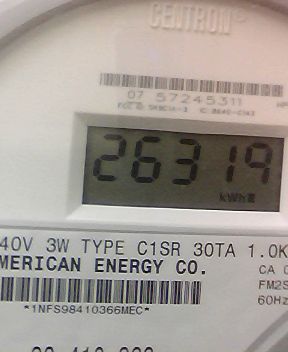 CENTRON
07 57245311
26319
kWh
40V 3W TYPE C1SR 30TA 1.0K
MERICAN ENERGY CO.
CA 0
FM2S
60Hz
*1NFS98410366MEC*